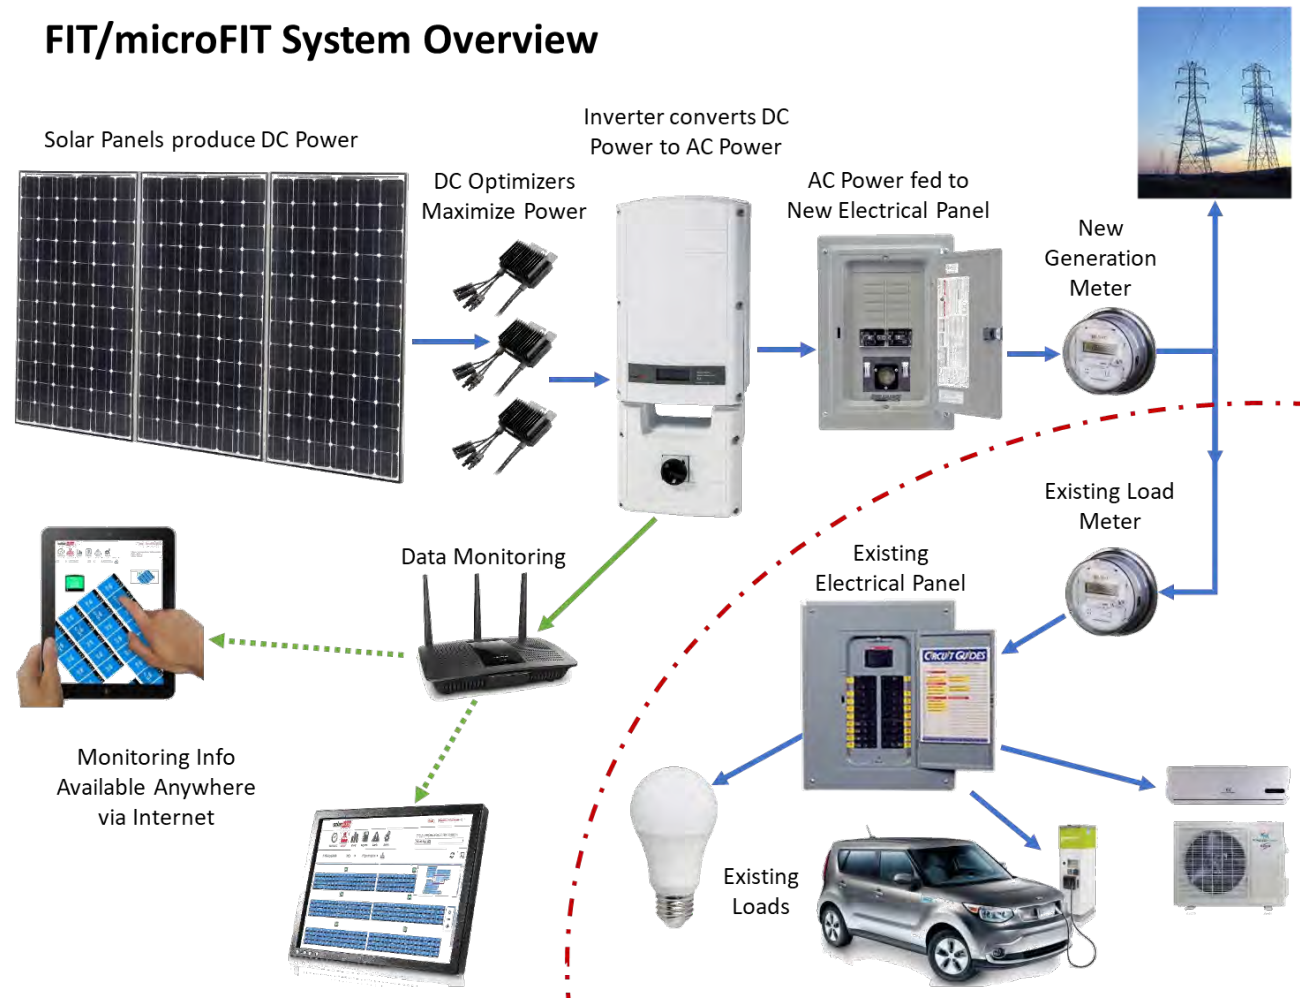 FIT/microFIT System Overview
Solar Panels produce DC Power
DC Optimizers
Maximize Power
Inverter converts DC
Power to AC Power
AC Power fed to
New Electrical Panel
New
Generation
Meter
Existing Load
Meter
Existing
Electrical Panel
CIRCUIT GUIDES
Data Monitoring
Monitoring Info
Available Anywhere
via Internet
Existing
Loads